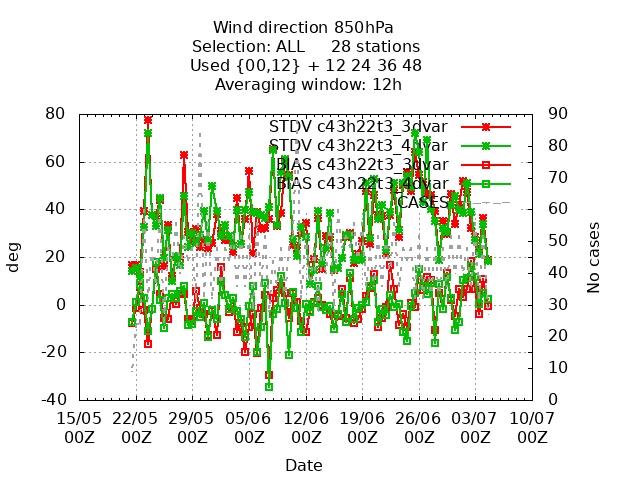 Wind direction 850hPa
Selection: ALL 28 stations
Used {00,12} + 12 24 36 48
Averaging window: 12h
STDV c43h22t3_3dvar
STDV c43h22t3_4dvar
BIAS c43h22t3_3dvar
BIAS c43h22t3_4dvar
CASES
80
60
40
20
0
-20
-40
deg
90
80
70
60
50
40
30
20
10
0
No cases
15/05 22/05 29/05 05/06 12/06 19/06 26/06 03/07 10/07
00Z 00Z 00Z 00Z 00Z 00Z 00Z 00Z 00Z
Date